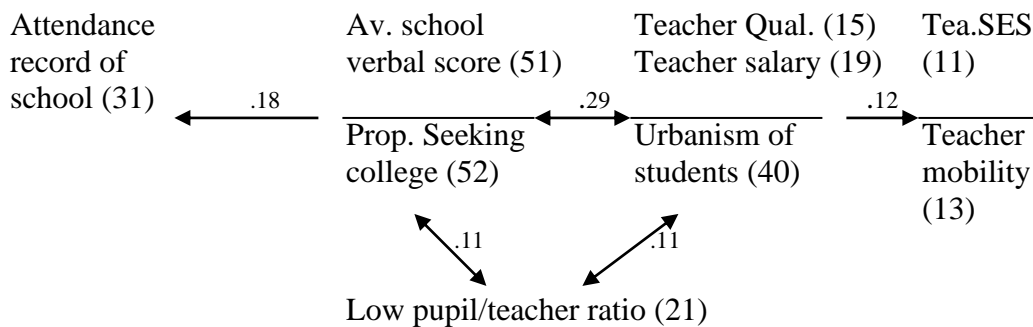 Attendance
record of
school (31)
.18
Av. school
verbal score (51)
Prop. Seeking
college (52)
.29
Teacher Qual. (15)
Teacher salary (19)
Urbanism of
students (40)
.12
Tea.SES
(11)
Teacher
mobility
(13)
.11
.11
Low pupil/teacher ratio (21)